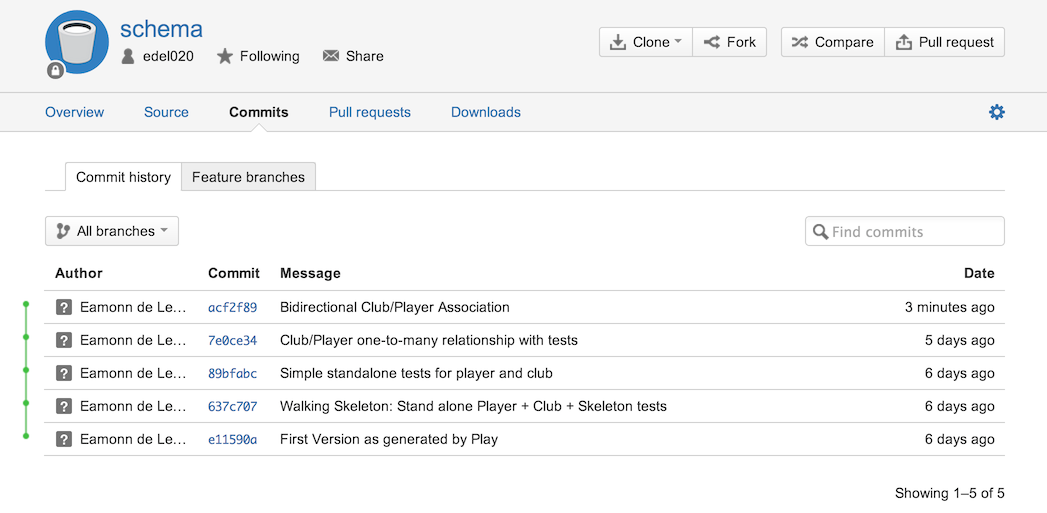 schema
edel020 Following Share
Clone Fork Compare Pull request
Overview Source Commits Pull requests Downloads
Commit history Feature branches
All branches Find commits
Author Commit Message Date
? Eamonn de Le... acf2f89 Bidirectional Club/Player Association 3 minutes ago
? Eamonn de Le... 7e0ce34 Club/Player one-to-many relationship with tests 5 days ago
? Eamonn de Le... 89bfabc Simple standalone tests for player and club 6 days ago
? Eamonn de Le... 637c707 Walking Skeleton: Stand alone Player + Club + Skeleton tests 6 days ago
? Eamonn de Le... e11590a First Version as generated by Play 6 days ago
Showing 1–5 of 5